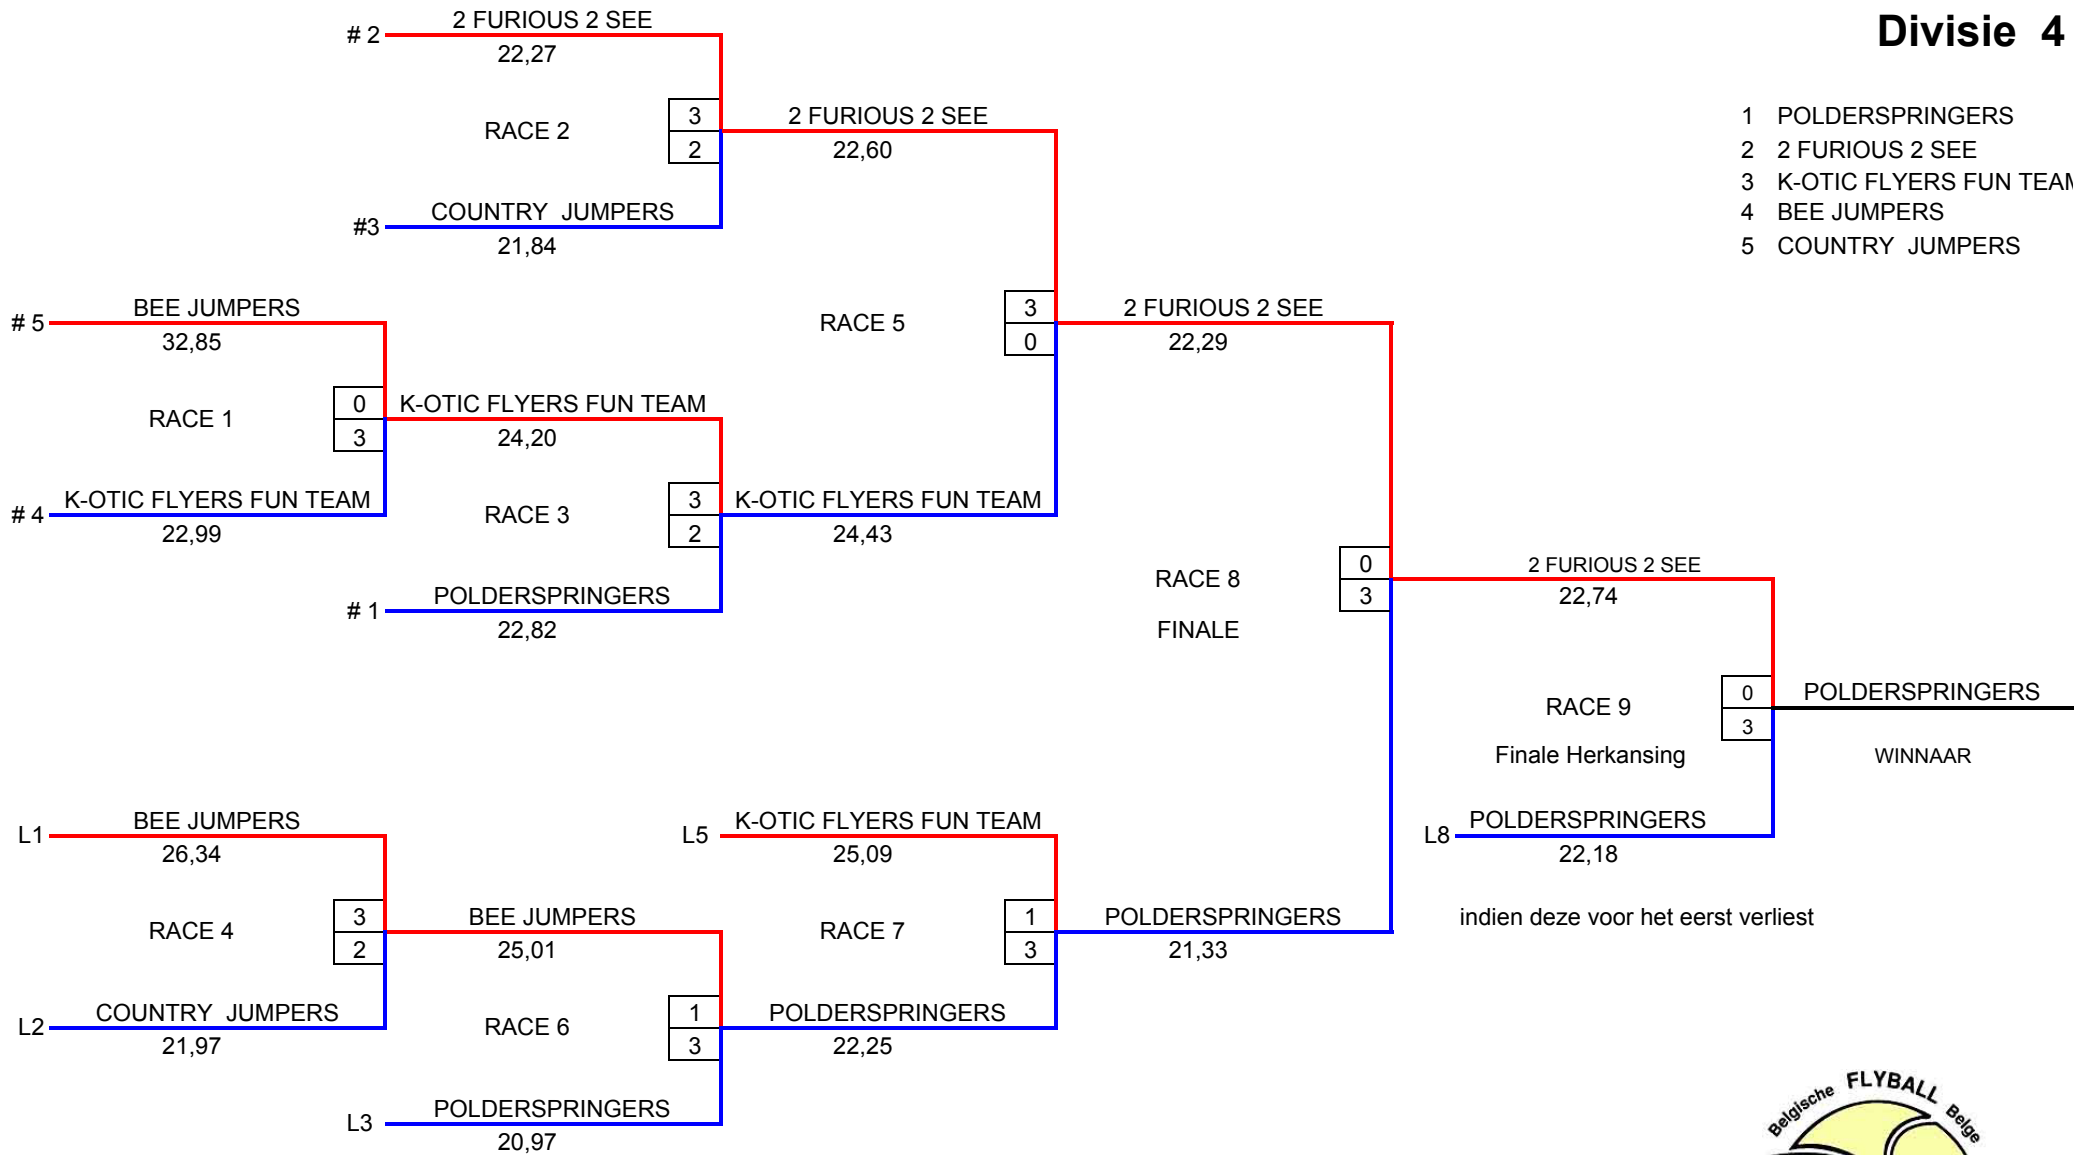 Divisie 4
1 POLDERSPRINGERS
2 2 FURIOUS 2 SEE
3 K-OTIC FLYERS FUN TEAM
4 BEE JUMPERS
5 COUNTRY JUMPERS
# 2 2 FURIOUS 2 SEE
22,27
RACE 2 3
2
2 FURIOUS 2 SEE
22,60
#3 COUNTRY JUMPERS
21,84
# 5 BEE JUMPERS
32,85
RACE 1 0
3
K-OTIC FLYERS FUN TEAM
24,20
# 4 K-OTIC FLYERS FUN TEAM
22,99
RACE 3 3
2
K-OTIC FLYERS FUN TEAM
24,43
# 1 POLDERSPRINGERS
22,82
RACE 5 3
0
2 FURIOUS 2 SEE
22,29
RACE 8 0
3
FINALE
2 FURIOUS 2 SEE
22,74
RACE 9 0
3
Finale Herkansing
POLDERSPRINGERS
WINNAAR
L8 POLDERSPRINGERS
22,18
indien deze voor het eerst verliest
L1 BEE JUMPERS
26,34
RACE 4 3
2
BEE JUMPERS
25,01
L2 COUNTRY JUMPERS
21,97
RACE 6 1
3
POLDERSPRINGERS
22,25
L3 POLDERSPRINGERS
20,97
L5 K-OTIC FLYERS FUN TEAM
25,09
RACE 7 1
3
POLDERSPRINGERS
21,33
Belgische FLYBALL Belge